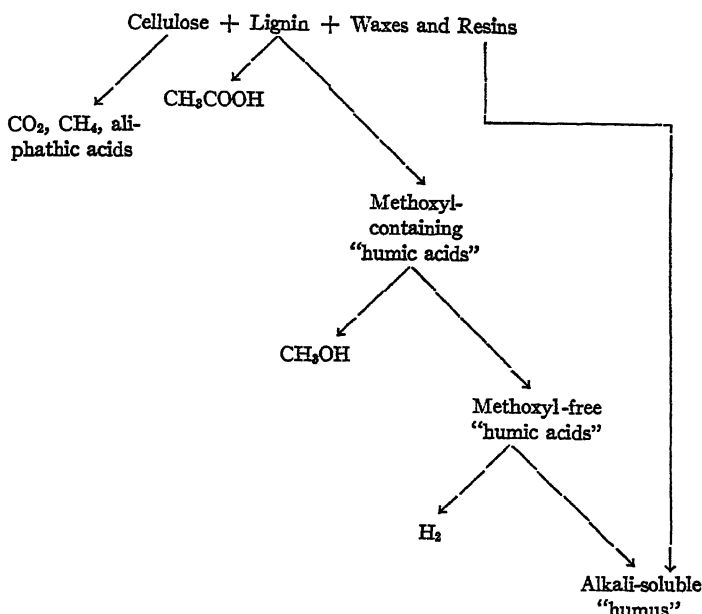 Cellulose + Lignin + Waxes and Resins
CH₃COOH
CO₂, CH₄, ali-
phathic acids
Methoxyl-
containing
“humic acids”
CH₃OH
Methoxyl-free
“humic acids”
H₂
Alkali-soluble
“humus”